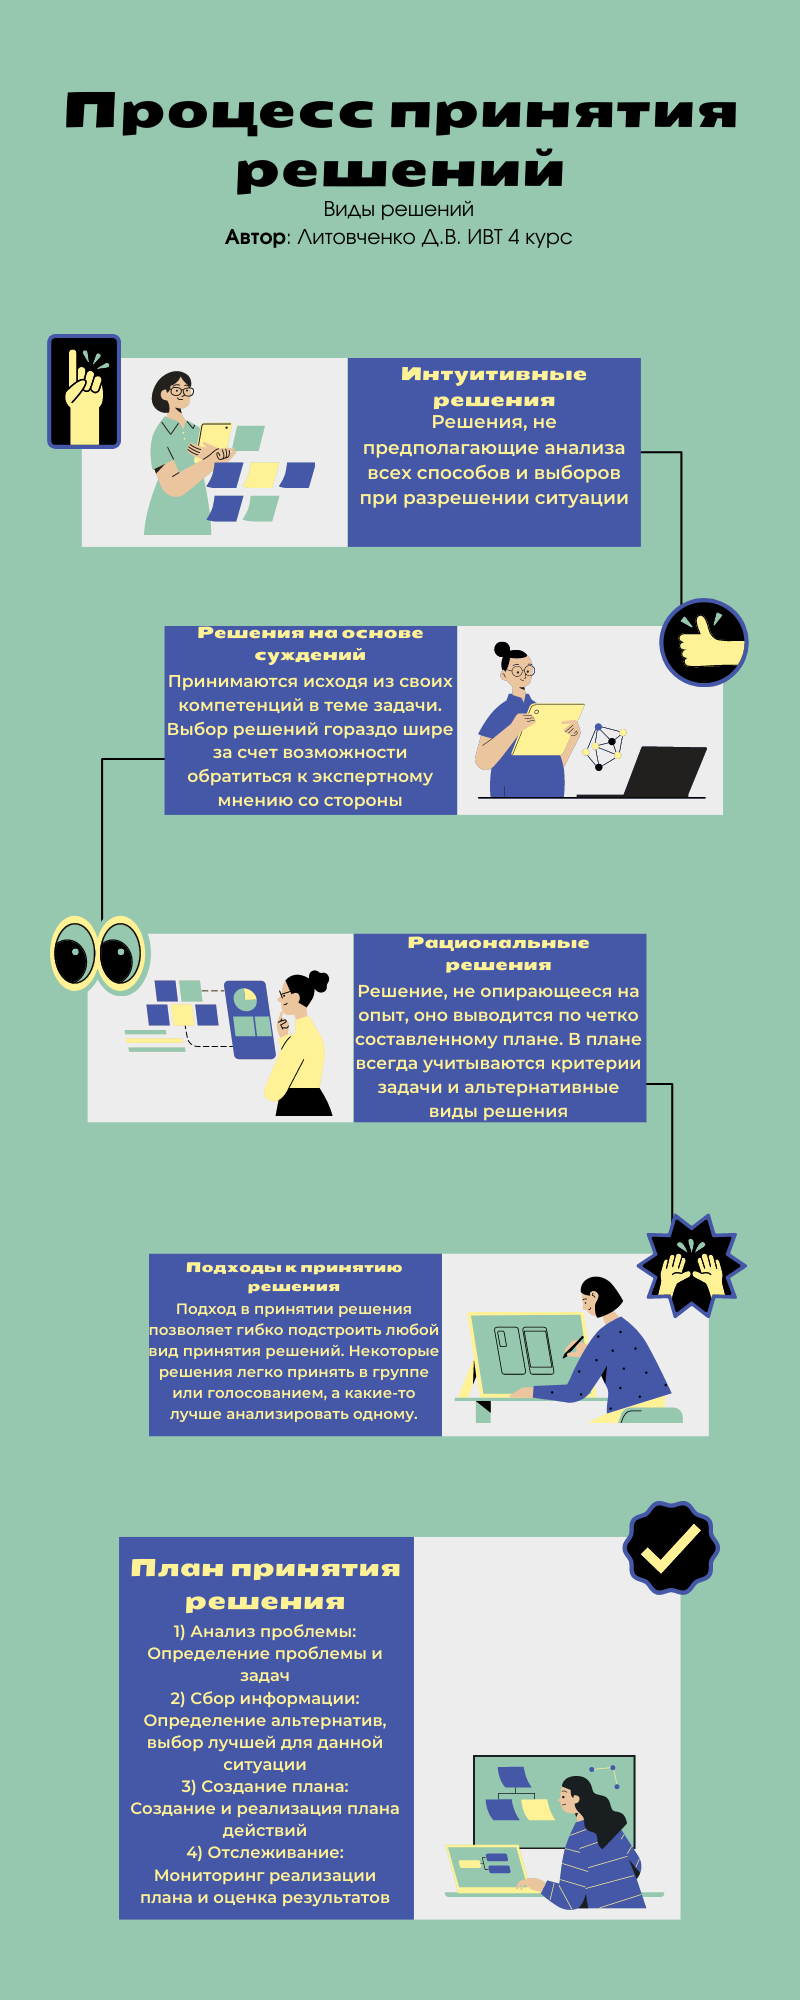 Процесс принятия
решений
Виды решений
Автор: Литовченко Д.В. ИВТ 4 курс
Интуитивные
решения
Решения, не
предполагающие анализа
всех способов и выборов
при разрешении ситуации
Решения на основе
суждений
Принимаются исходя из своих
компетенций в теме задачи.
Выбор решений гораздо шире
за счет возможности
обратиться к экспертному
мнению со стороны
Рациональные
решения
Решение, не опирающееся на
опыт, оно выводится по четко
составленному плане. В плане
всегда учитываются критерии
задачи и альтернативные
виды решения
Подходы к принятию
решения
Подход в принятии решения
позволяет гибко подстроить любой
вид принятия решений. Некоторые
решения легко принять в группе
или голосованием, а какие-то
лучше анализировать одному.
План принятия
решения
1) Анализ проблемы:
Определение проблемы и
задач
2) Сбор информации:
Определение альтернатив,
выбор лучшей для данной
ситуации
3) Создание плана:
Создание и реализация плана
действий
4) Отслеживание:
Мониторинг реализации
плана и оценка результатов